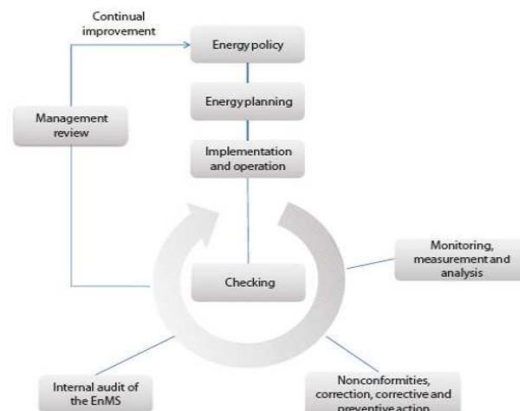 Continual
improvement
Energy policy
Energy planning
Management
review
Implementation
and operation
Monitoring,
measurement and
analysis
Checking
Internal audit of
the EnMS
Nonconformities,
correction, corrective and
preventive action